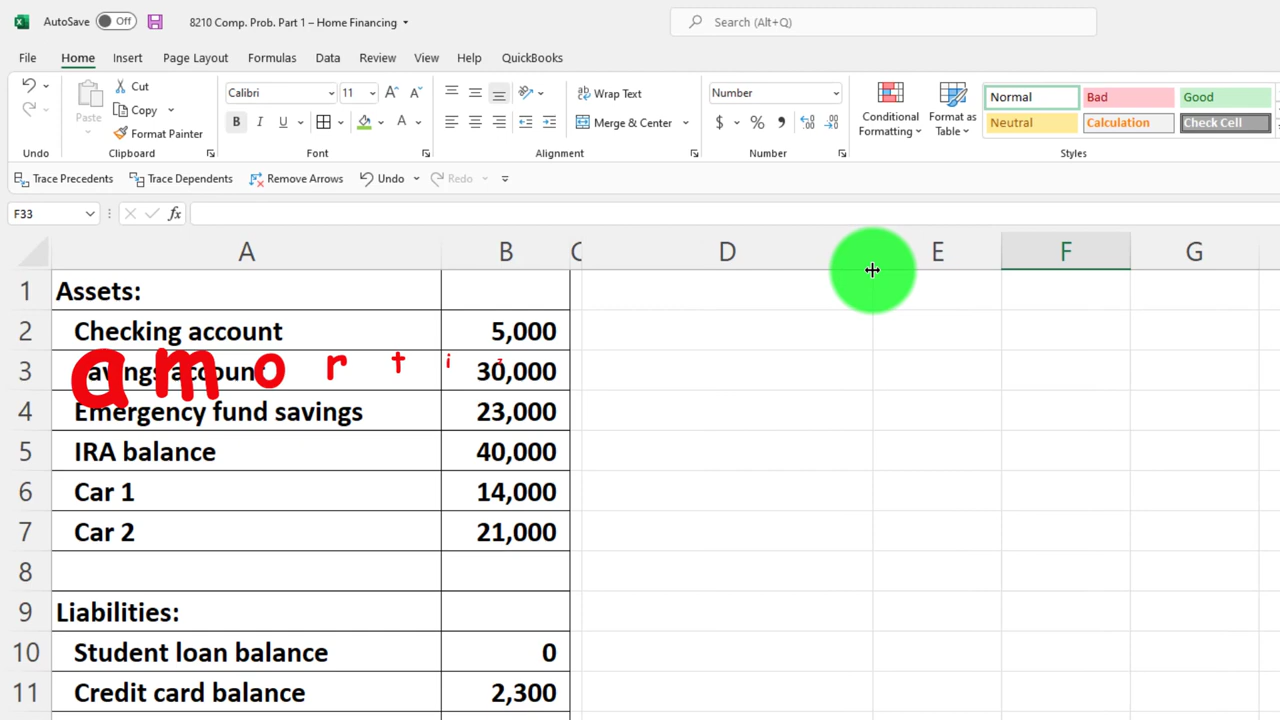 AutoSave Off 8210 Comp. Prob. Part 1 – Home Financing Search (Alt+Q)
File Home Insert Page Layout Formulas Data Review View Help QuickBooks
Cut Calibri 11 A A Wrap Text Number Normal Bad Good
Paste Copy Conditional Formatting Format as Table
Format Painter B I U A Merge & Center $ % , Neutral Calculation Check Cell
Undo Clipboard Font Alignment Number Styles
Trace Precedents Trace Dependents Remove Arrows Undo Redo
F33 fx
A B C D E F G
1 Assets:
2 Checking account 5,000
3 Savings account 30,000
a m o r t i z
4 Emergency fund savings 23,000
5 IRA balance 40,000
6 Car 1 14,000
7 Car 2 21,000
8
9 Liabilities:
10 Student loan balance 0
11 Credit card balance 2,300